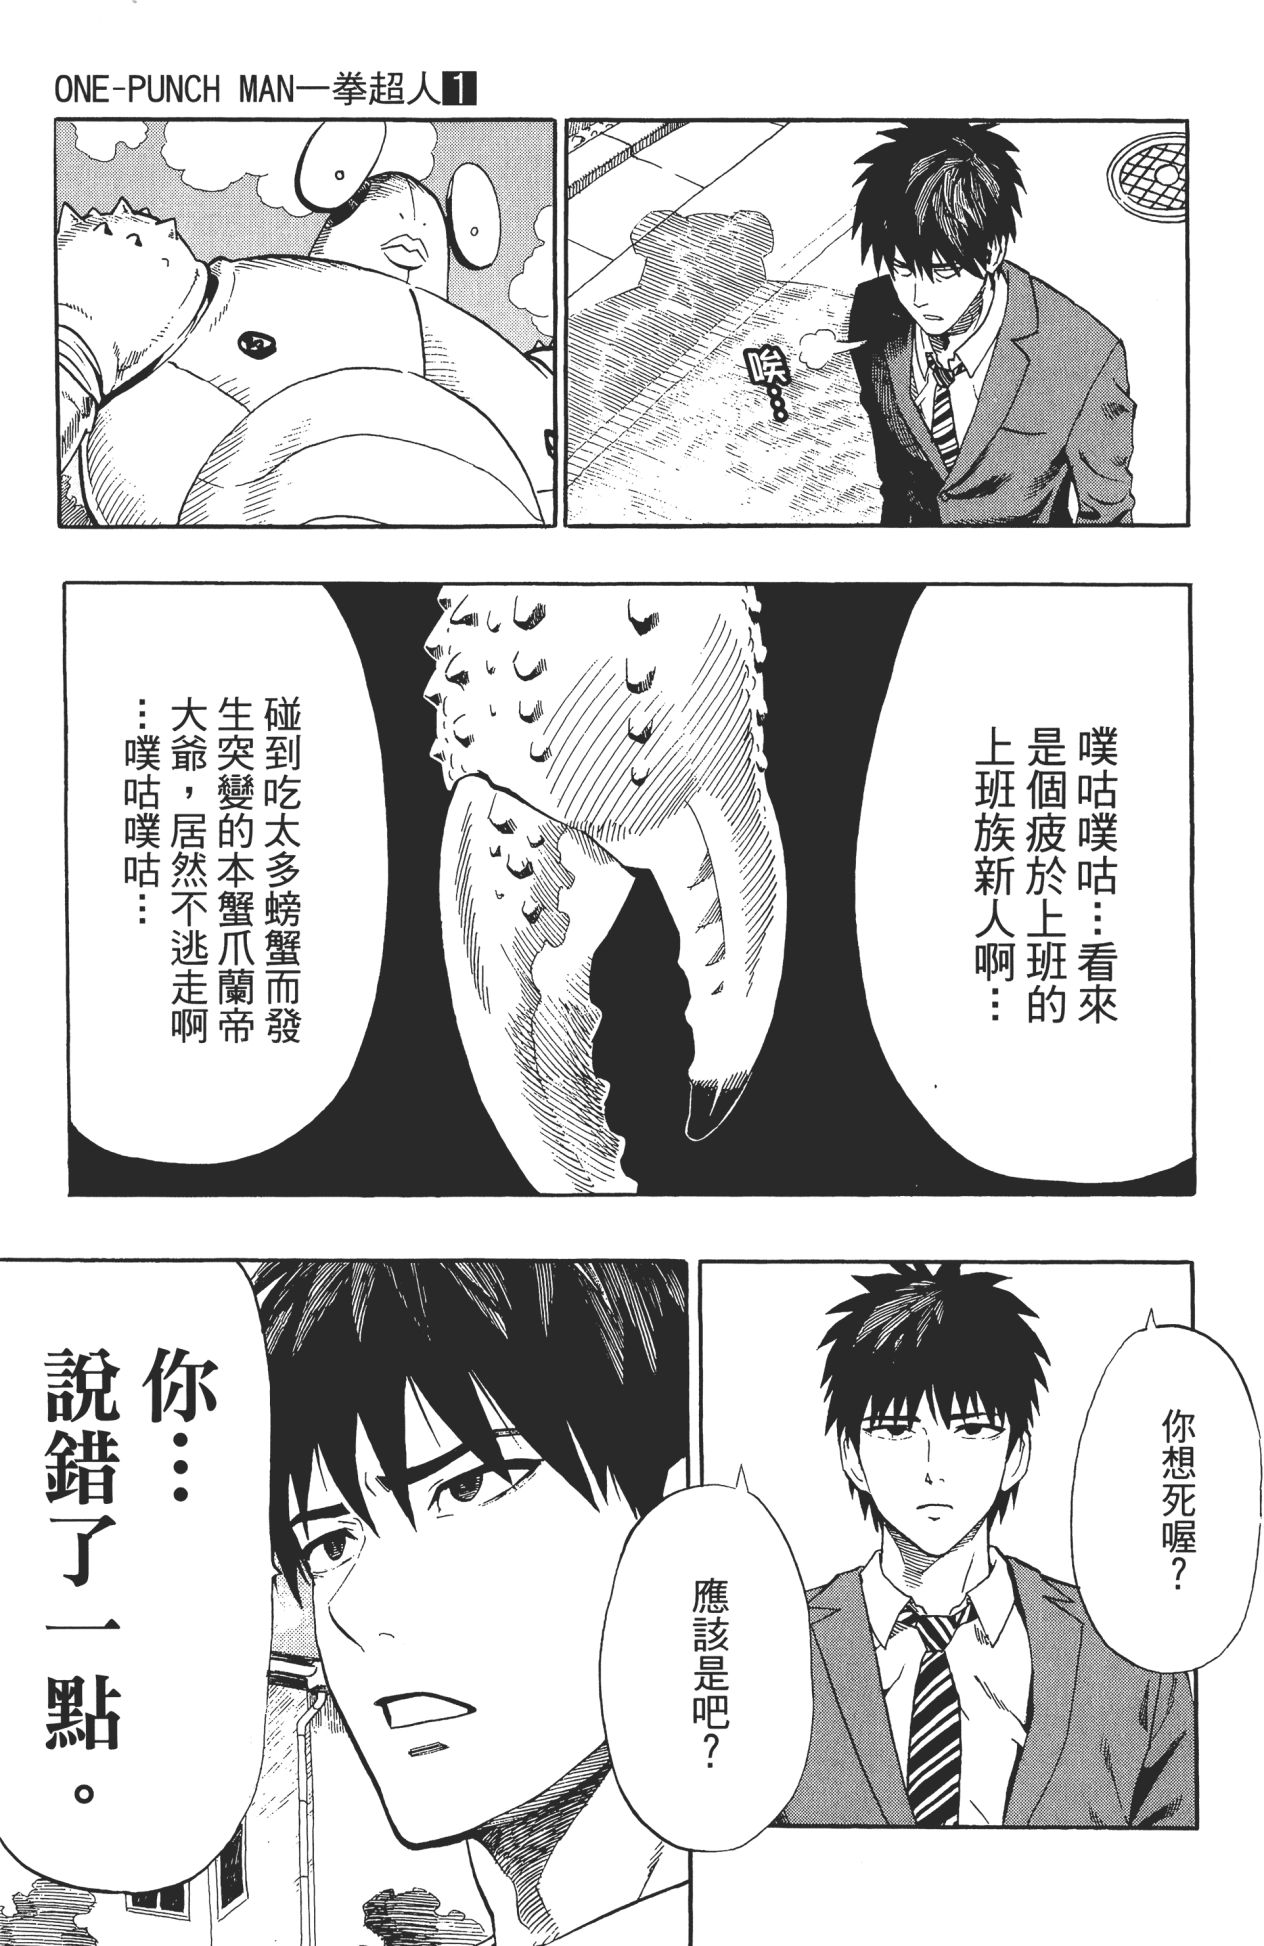 ONE-PUNCH MAN一拳超人1
唉…
噗咕噗咕…看來
是個疲於上班的
上班族新人啊…
碰到吃太多螃蟹而發
生突變的本蟹爪蘭帝
大爺，居然不逃走啊
…噗咕噗咕…
你想死喔？
應該是吧？
你…
說錯了一點。